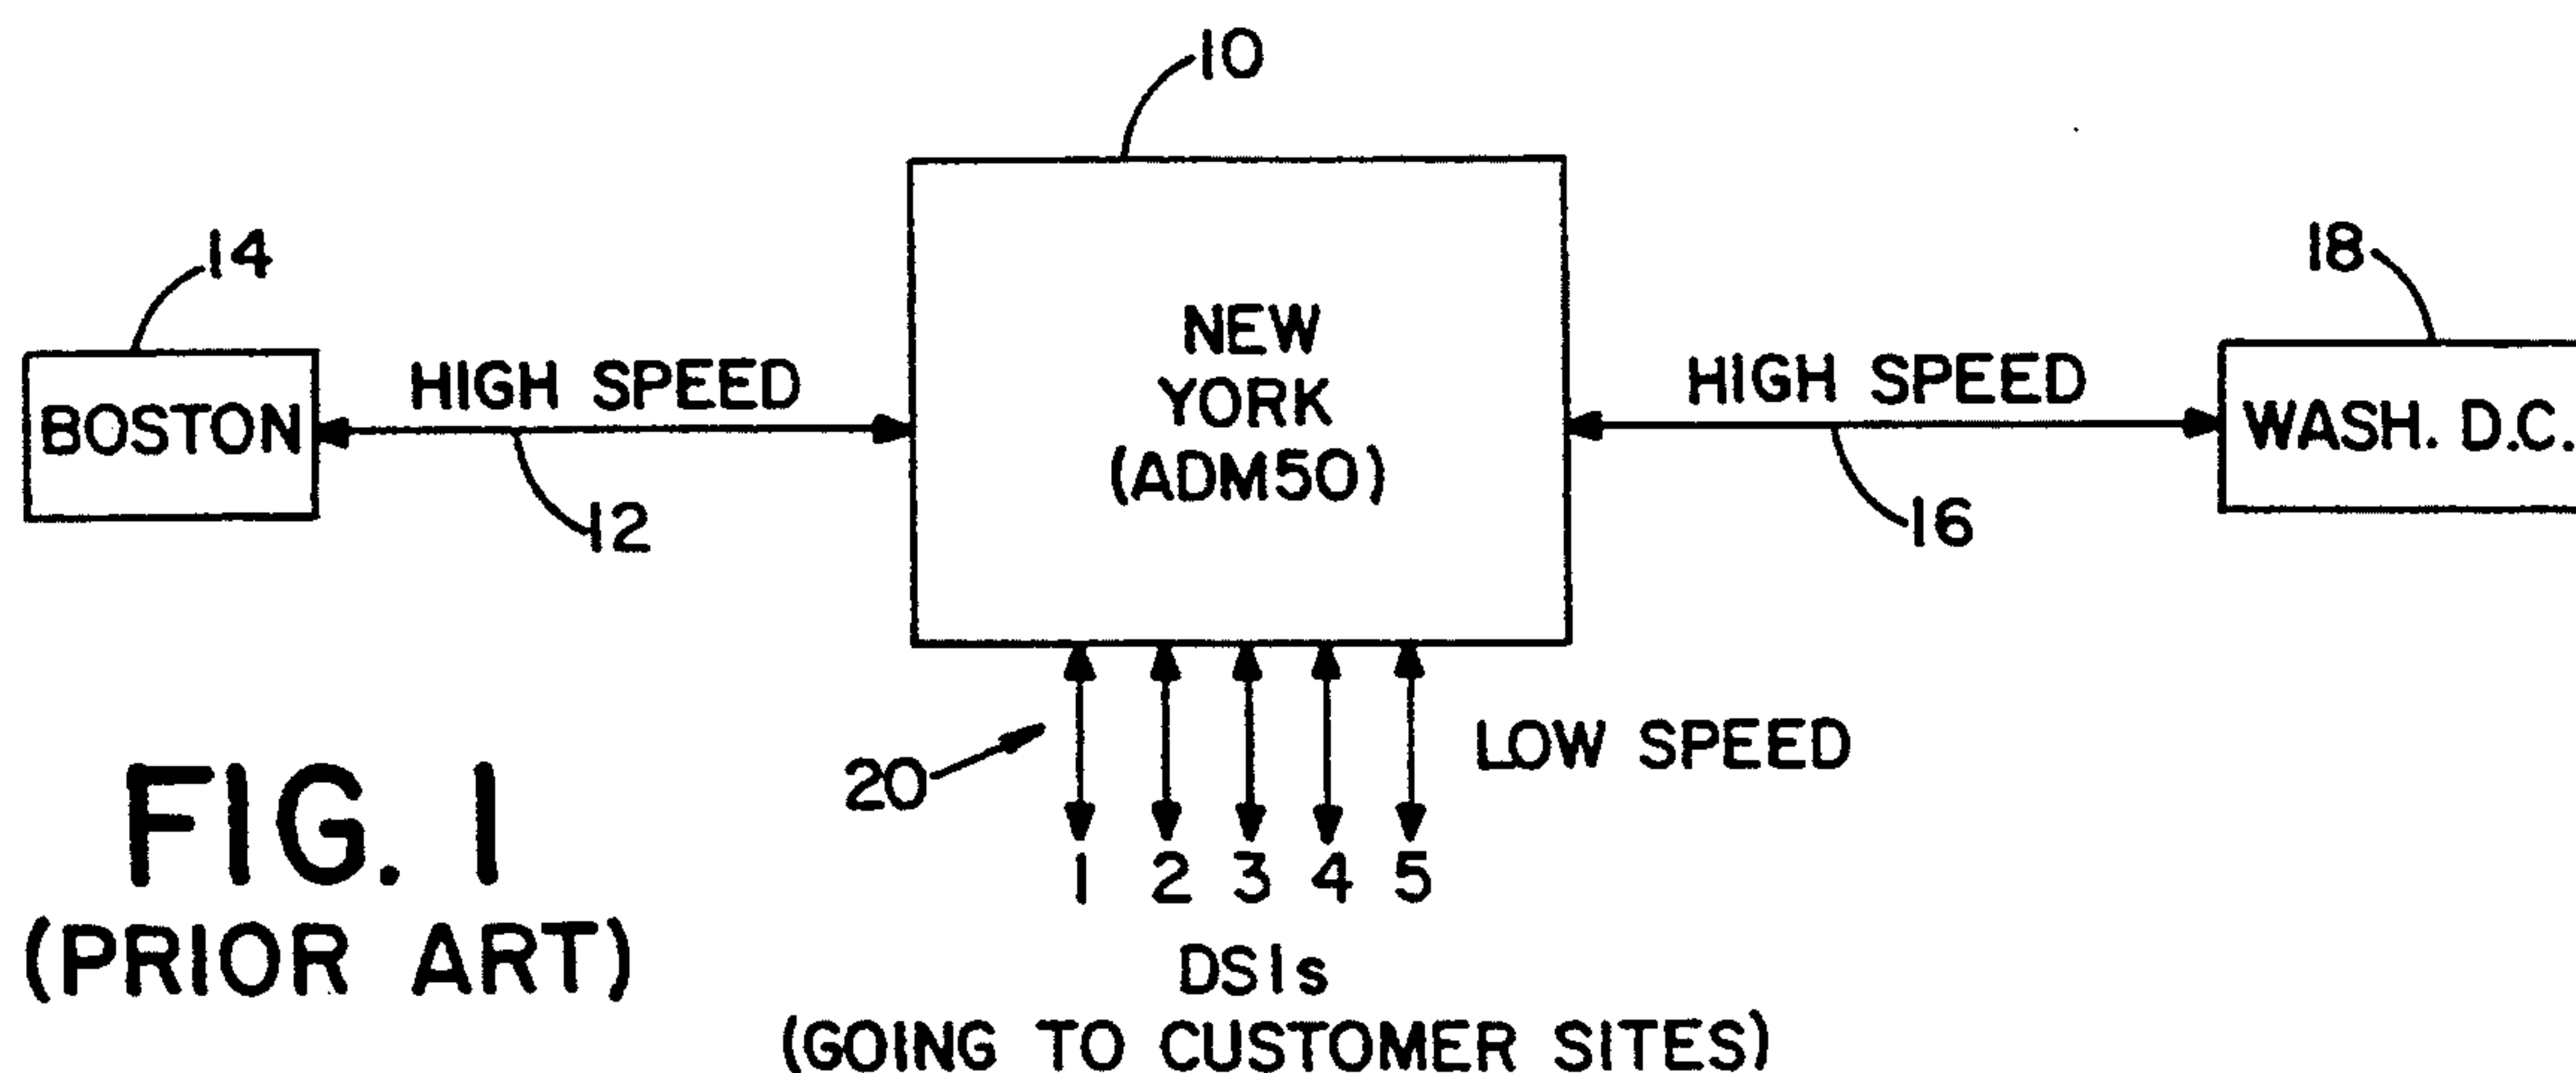 10
14
18
BOSTON
HIGH SPEED
12
NEW
YORK
(ADM50)
HIGH SPEED
16
WASH. D.C.
20
LOW SPEED
1 2 3 4 5
DS1s
(GOING TO CUSTOMER SITES)
FIG. 1
(PRIOR ART)